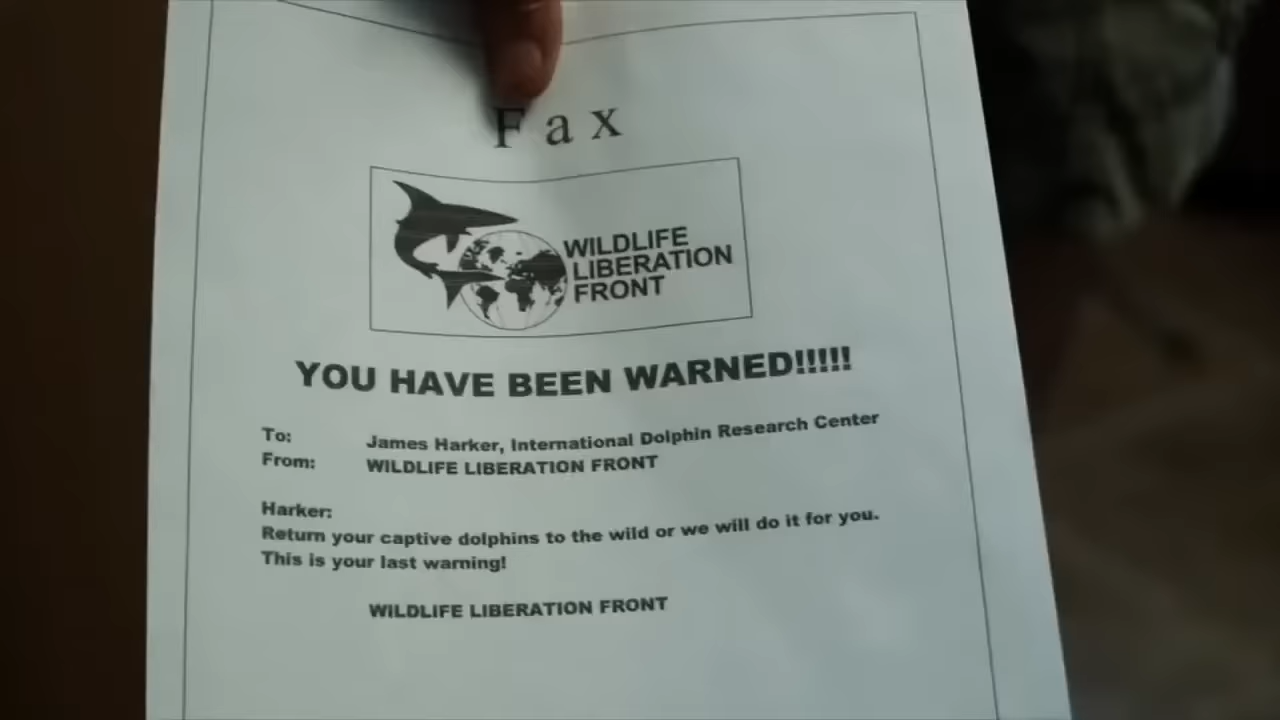 Fax
WILDLIFE
LIBERATION
FRONT
YOU HAVE BEEN WARNED!!!!!
To: James Harker, International Dolphin Research Center
From: WILDLIFE LIBERATION FRONT
Harker:
Return your captive dolphins to the wild or we will do it for you.
This is your last warning!
WILDLIFE LIBERATION FRONT